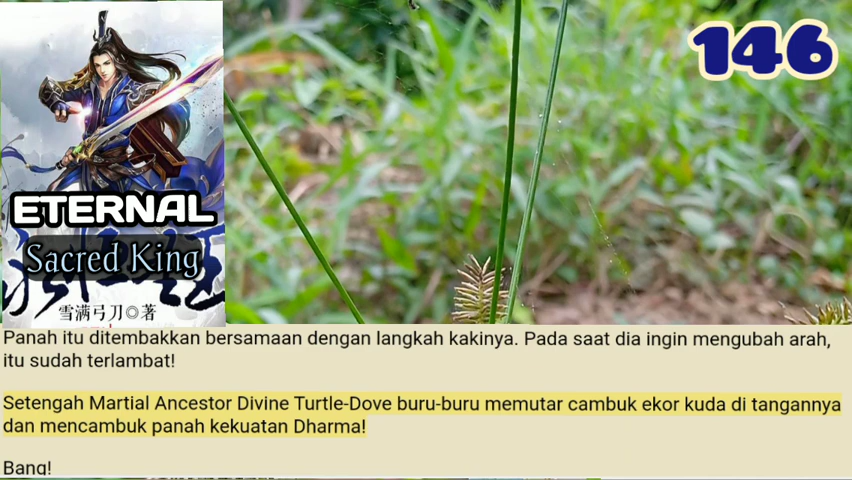 146
ETERNAL
Sacred King
雪满弓刀◎著
Panah itu ditembakkan bersamaan dengan langkah kakinya. Pada saat dia ingin mengubah arah,
itu sudah terlambat!
Setengah Martial Ancestor Divine Turtle-Dove buru-buru memutar cambuk ekor kuda di tangannya
dan mencambuk panah kekuatan Dharma!
Bang!